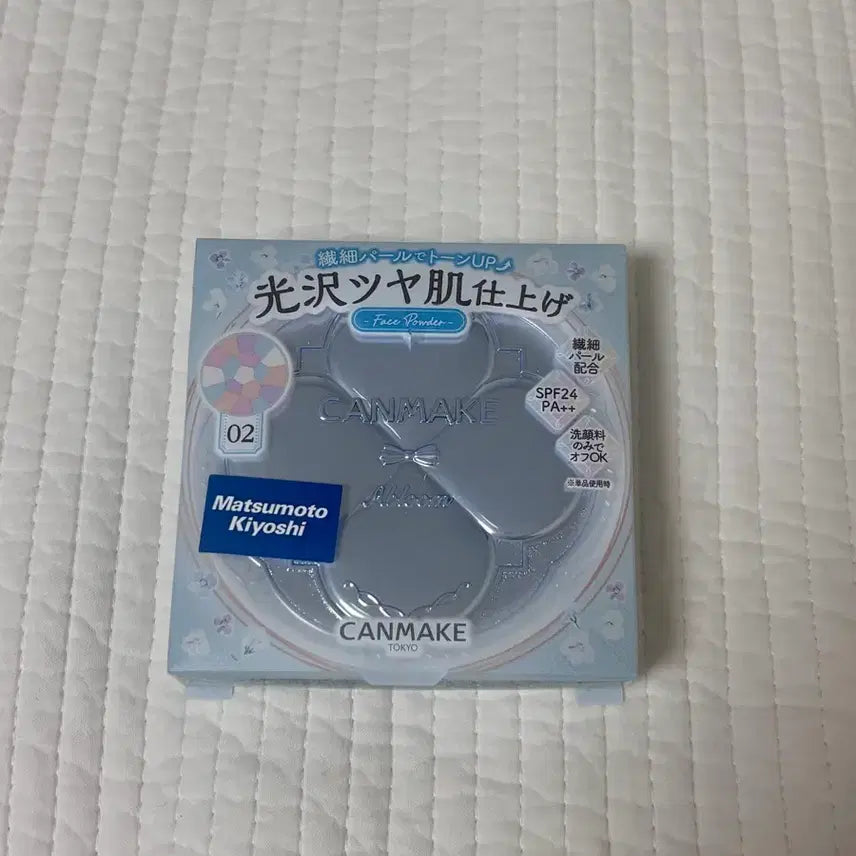 繊細パールでトーンUP
光沢ツヤ肌仕上げ
- Face Powder -
繊細
パール
配合
SPF24
PA++
洗顔料
のみで
オフOK
※単品使用時
02
CANMAKE
Abloom
Matsumoto
Kiyoshi
CANMAKE
TOKYO